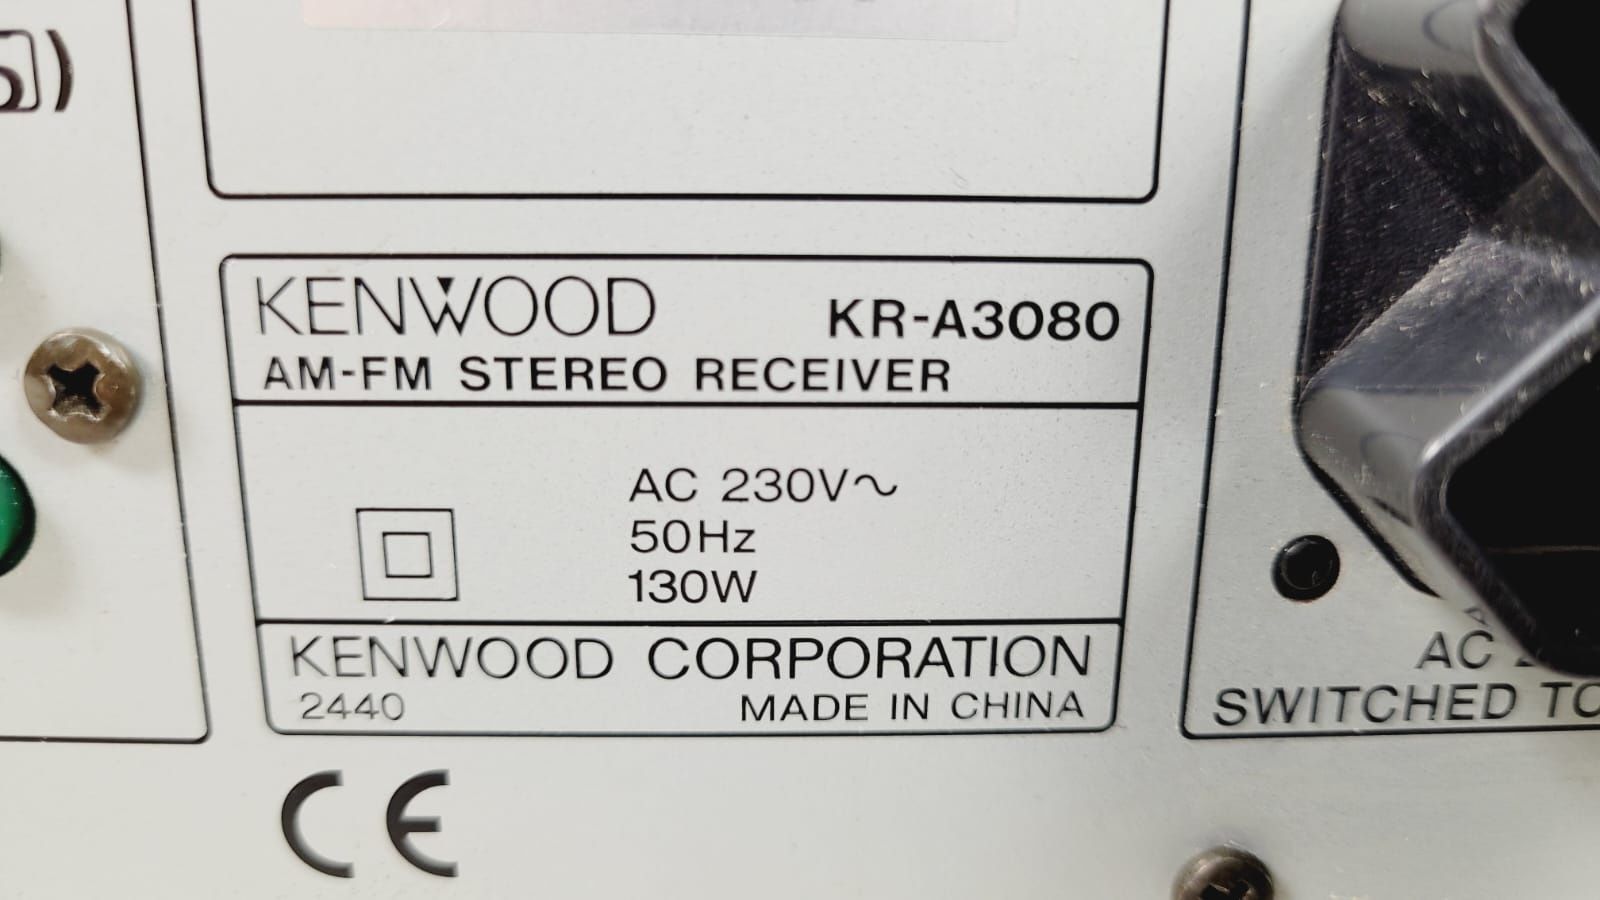 KENWOOD KR-A3080
AM-FM STEREO RECEIVER
AC 230V~
50Hz
130W
KENWOOD CORPORATION
2440 MADE IN CHINA
CE
AC
SWITCHED